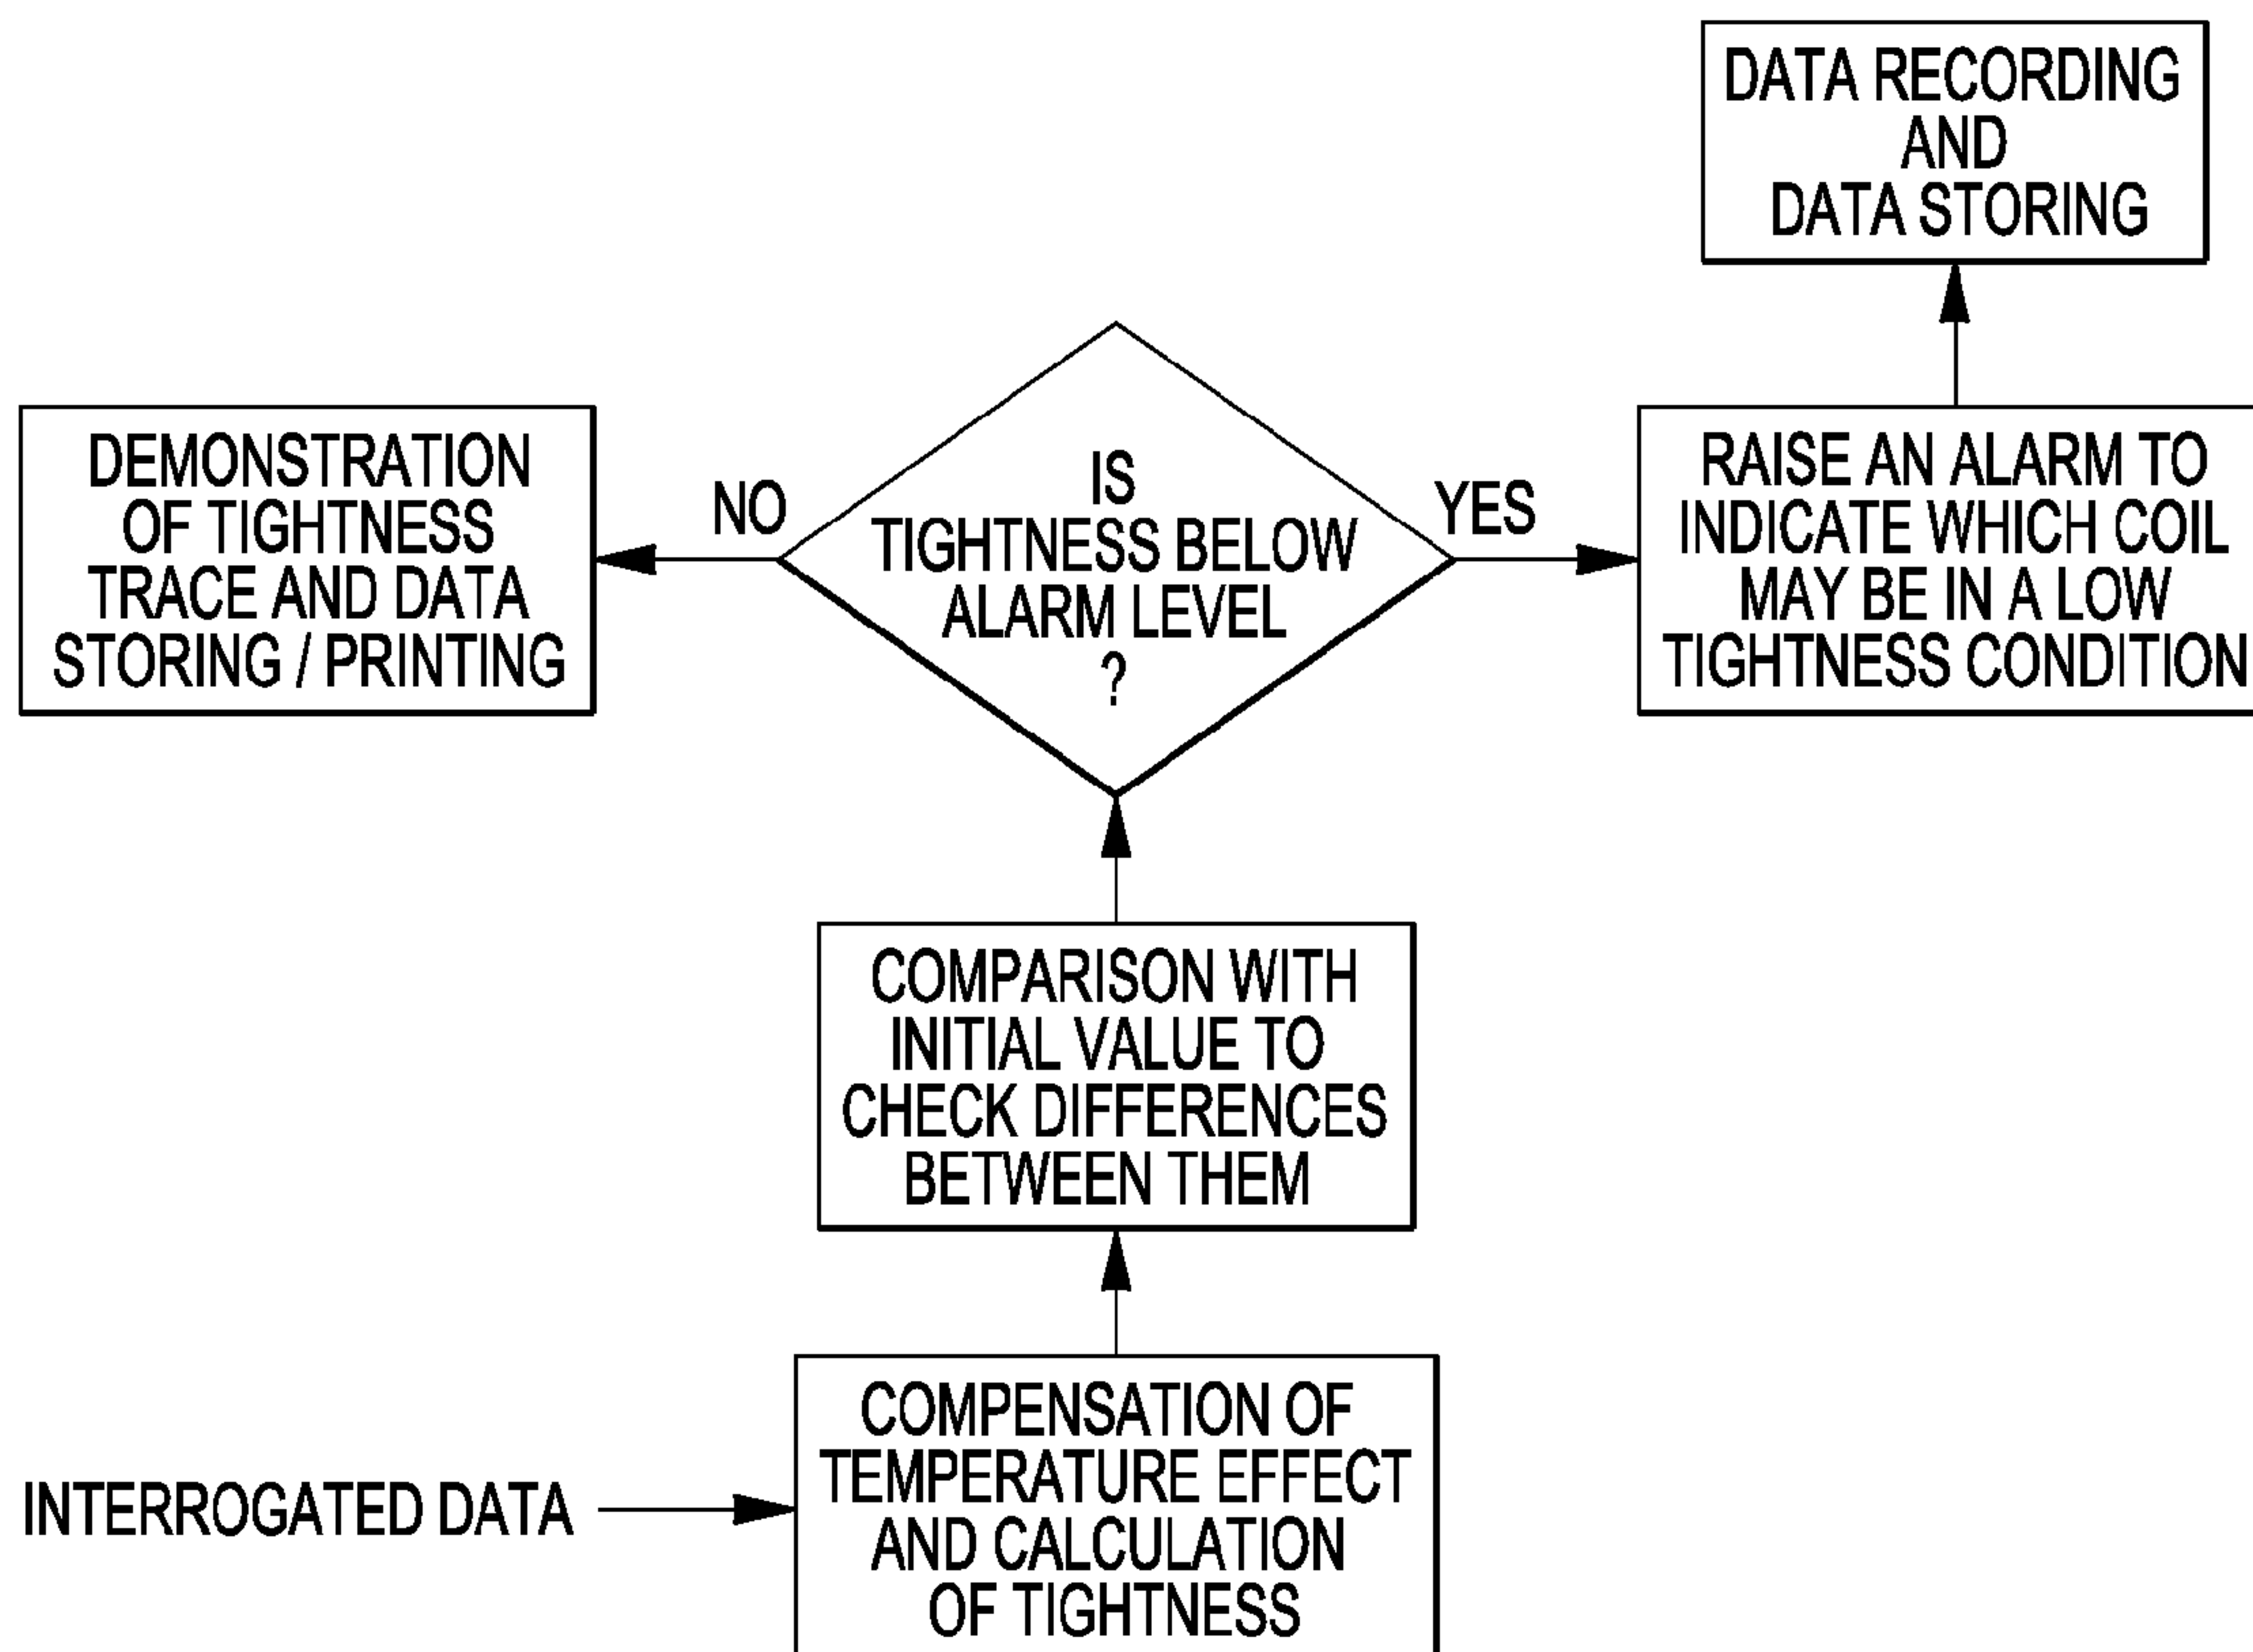 DATA RECORDING
AND
DATA STORING
DEMONSTRATION
OF TIGHTNESS
TRACE AND DATA
STORING / PRINTING
NO
IS
TIGHTNESS BELOW
ALARM LEVEL
?
YES
RAISE AN ALARM TO
INDICATE WHICH COIL
MAY BE IN A LOW
TIGHTNESS CONDITION
COMPARISON WITH
INITIAL VALUE TO
CHECK DIFFERENCES
BETWEEN THEM
INTERROGATED DATA
COMPENSATION OF
TEMPERATURE EFFECT
AND CALCULATION
OF TIGHTNESS